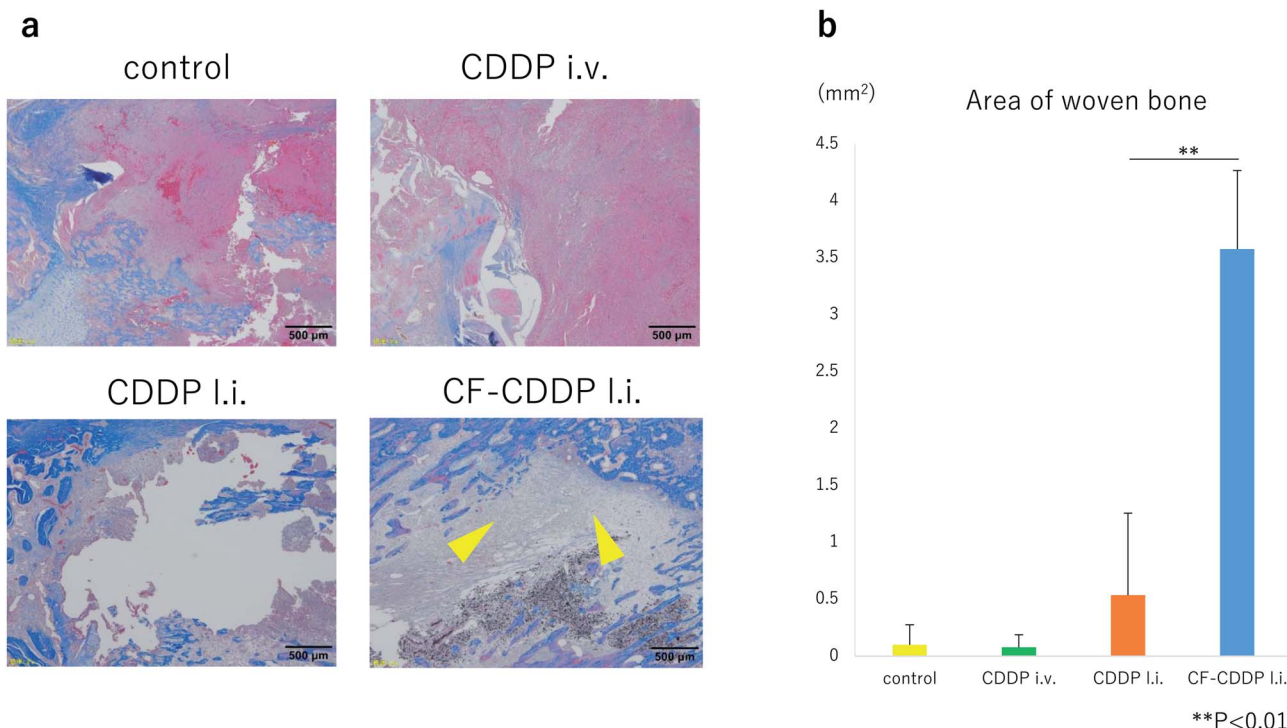 a
control
CDDP i.v.
500 µm
500 µm
CDDP l.i.
CF-CDDP l.i.
500 µm
500 µm
b
(mm²)
Area of woven bone
4.5
4
3.5
3
2.5
2
1.5
1
0.5
0
**
control
CDDP i.v.
CDDP l.i.
CF-CDDP l.i.
**P<0.01